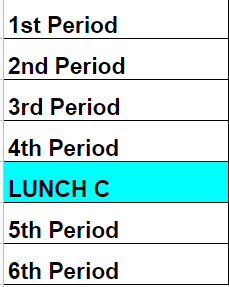 1st Period
2nd Period
3rd Period
4th Period
LUNCH C
5th Period
6th Period